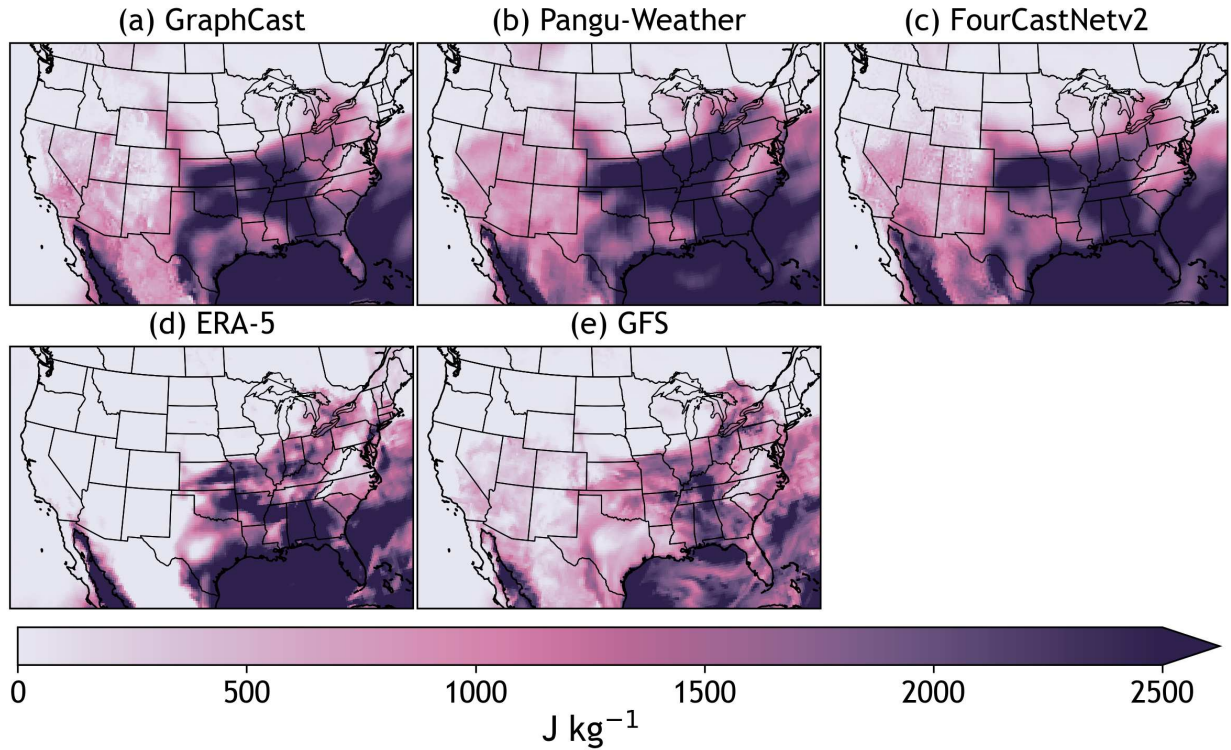 (a) GraphCast
(b) Pangu-Weather
(c) FourCastNetv2
(d) ERA-5
(e) GFS
0 500 1000 1500 2000 2500
J kg⁻¹